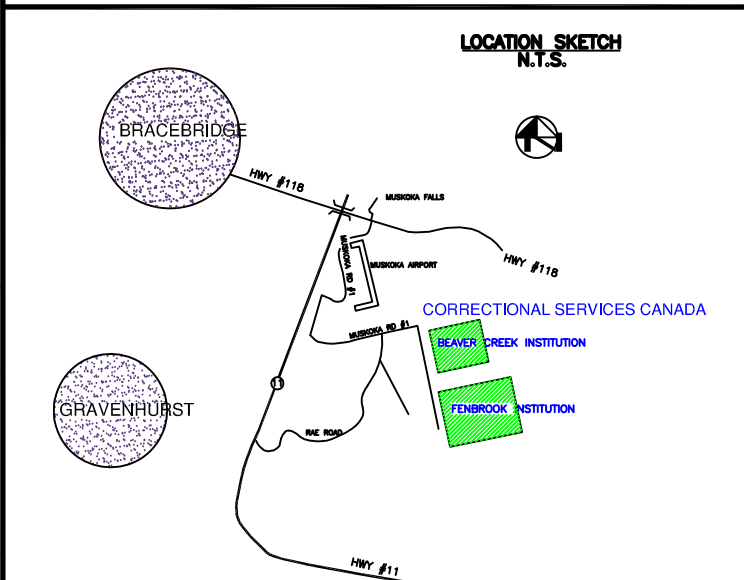 LOCATION SKETCH
N.T.S.
BRACEBRIDGE
HWY #118
MUSKOKA FALLS
MUSKOKA RD #1
MUSKOKA AIRPORT
HWY #118
CORRECTIONAL SERVICES CANADA
MUSKOKA RD #1
BEAVER CREEK INSTITUTION
11
GRAVENHURST
FENBROOK INSTITUTION
RAE ROAD
HWY #11